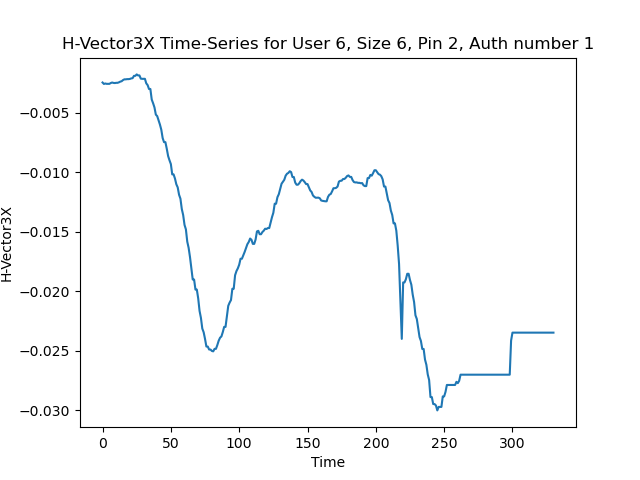 H-Vector3X Time-Series for User 6, Size 6, Pin 2, Auth number 1
H-Vector3X
−0.005
−0.010
−0.015
−0.020
−0.025
−0.030
0 50 100 150 200 250 300
Time